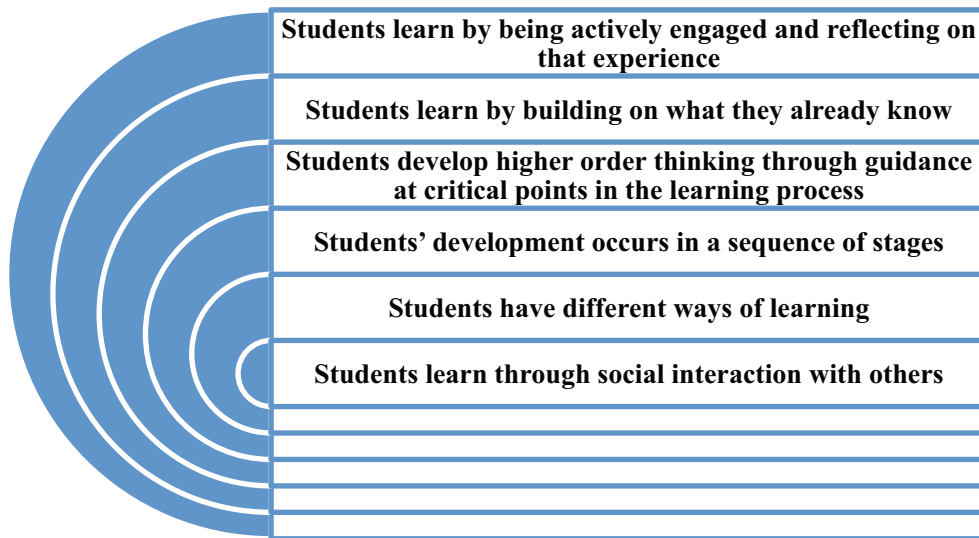 Students learn by being actively engaged and reflecting on
that experience
Students learn by building on what they already know
Students develop higher order thinking through guidance
at critical points in the learning process
Students’ development occurs in a sequence of stages
Students have different ways of learning
Students learn through social interaction with others